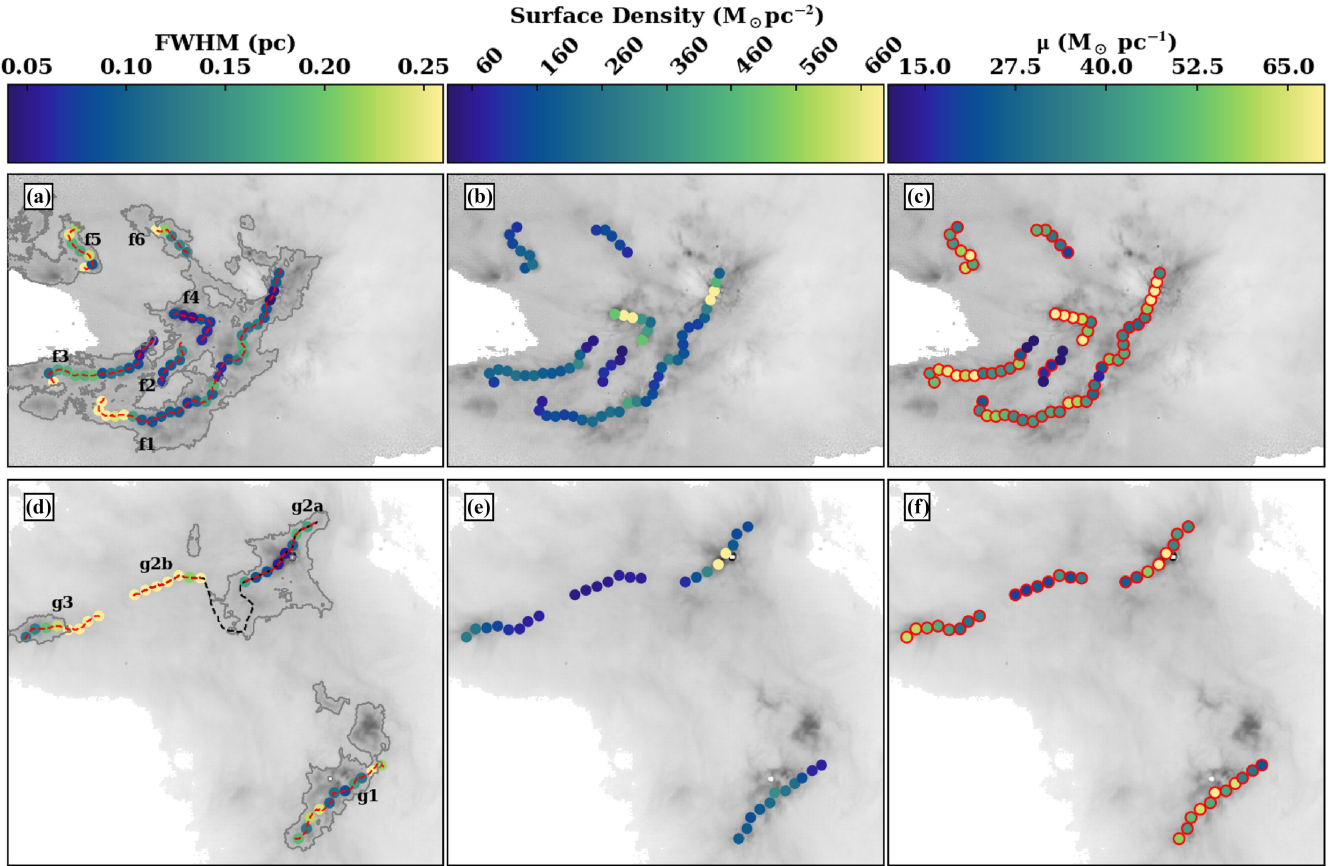 Surface Density (M⊙pc⁻²)
FWHM (pc)
μ (M⊙ pc⁻¹)
0.05 0.10 0.15 0.20 0.25
60 160 260 360 460 560 660
15.0 27.5 40.0 52.5 65.0
(a)
f5
f6
f4
f3
f2
f1
(b)
(c)
(d)
g2a
g2b
g3
g1
(e)
(f)